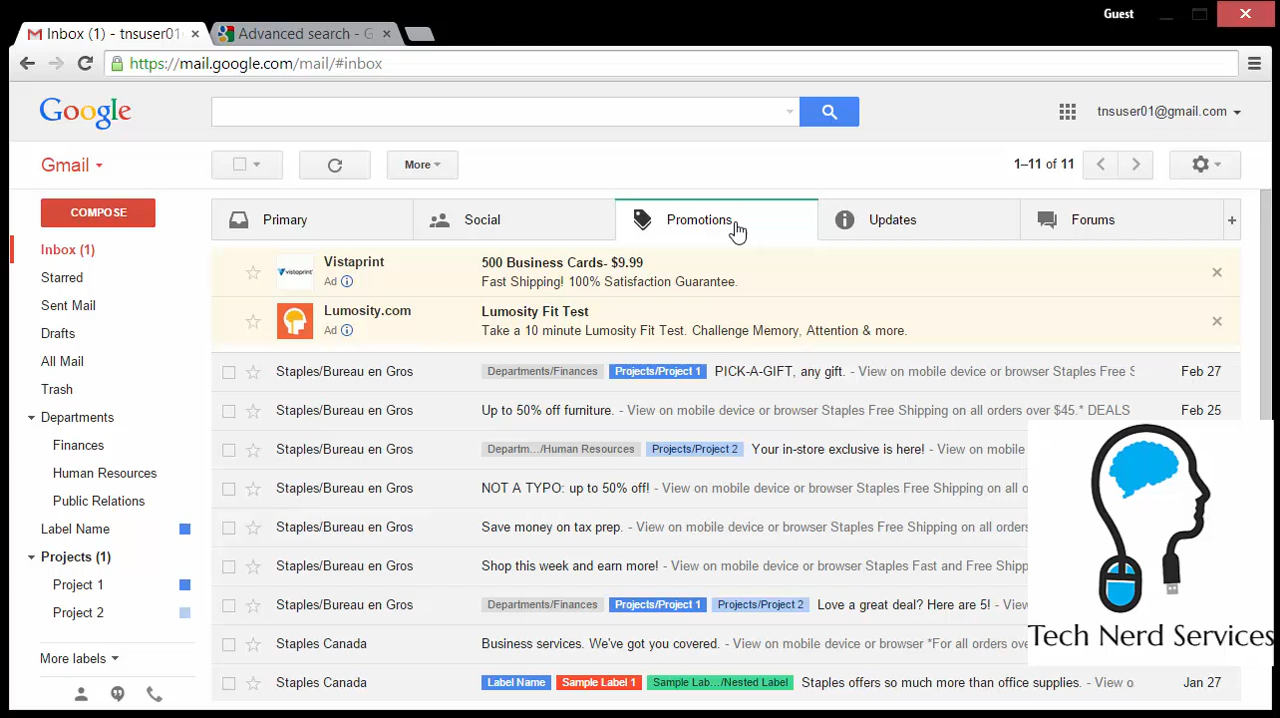 Guest
Inbox (1) - tnsuser01
Advanced search - G
https://mail.google.com/mail/#inbox
Google
tnsuser01@gmail.com
Gmail
More
1–11 of 11
COMPOSE
Primary
Social
Promotions
Updates
Forums
+
Inbox (1)
Starred
Sent Mail
Drafts
All Mail
Trash
Departments
Finances
Human Resources
Public Relations
Label Name
Projects (1)
Project 1
Project 2
More labels
vistaprint
Vistaprint
Ad
500 Business Cards- $9.99
Fast Shipping! 100% Satisfaction Guarantee.
Lumosity.com
Ad
Lumosity Fit Test
Take a 10 minute Lumosity Fit Test. Challenge Memory, Attention & more.
Staples/Bureau en Gros Departments/Finances Projects/Project 1 PICK-A-GIFT, any gift. - View on mobile device or browser Staples Free S Feb 27
Staples/Bureau en Gros Up to 50% off furniture. - View on mobile device or browser Staples Free Shipping on all orders over $45.* DEALS Feb 25
Staples/Bureau en Gros Departm…/Human Resources Projects/Project 2 Your in-store exclusive is here! - View on mobile
Staples/Bureau en Gros NOT A TYPO: up to 50% off! - View on mobile device or browser Staples Free Shipping on all orders
Staples/Bureau en Gros Save money on tax prep. - View on mobile device or browser Staples Free Shipping on all orders
Staples/Bureau en Gros Shop this week and earn more! - View on mobile device or browser Staples Fast and Free Shipp
Staples/Bureau en Gros Departments/Finances Projects/Project 1 Projects/Project 2 Love a great deal? Here are 5! - View
Staples Canada Business services. We've got you covered. - View on mobile device or browser *For all orders ove
Staples Canada Label Name Sample Label 1 Sample Lab…/Nested Label Staples offers so much more than office supplies. - View o Jan 27
Tech Nerd Services